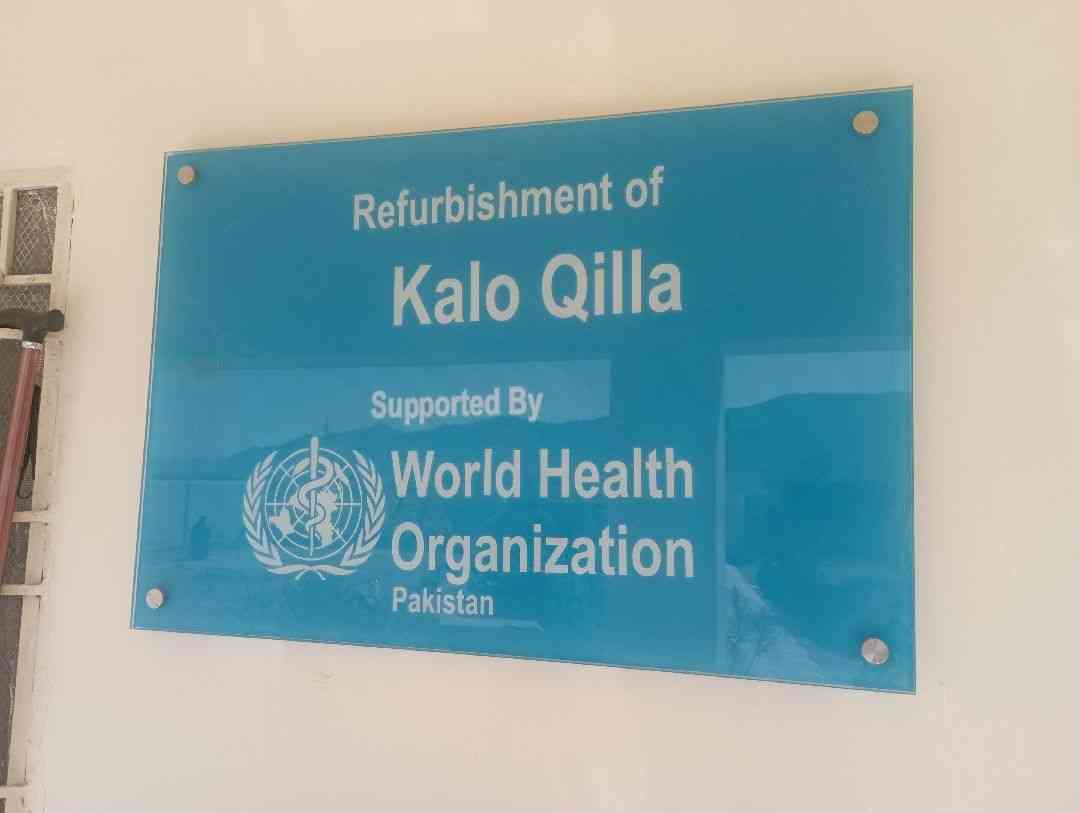 Refurbishment of
Kalo Qilla
Supported By
World Health
Organization
Pakistan